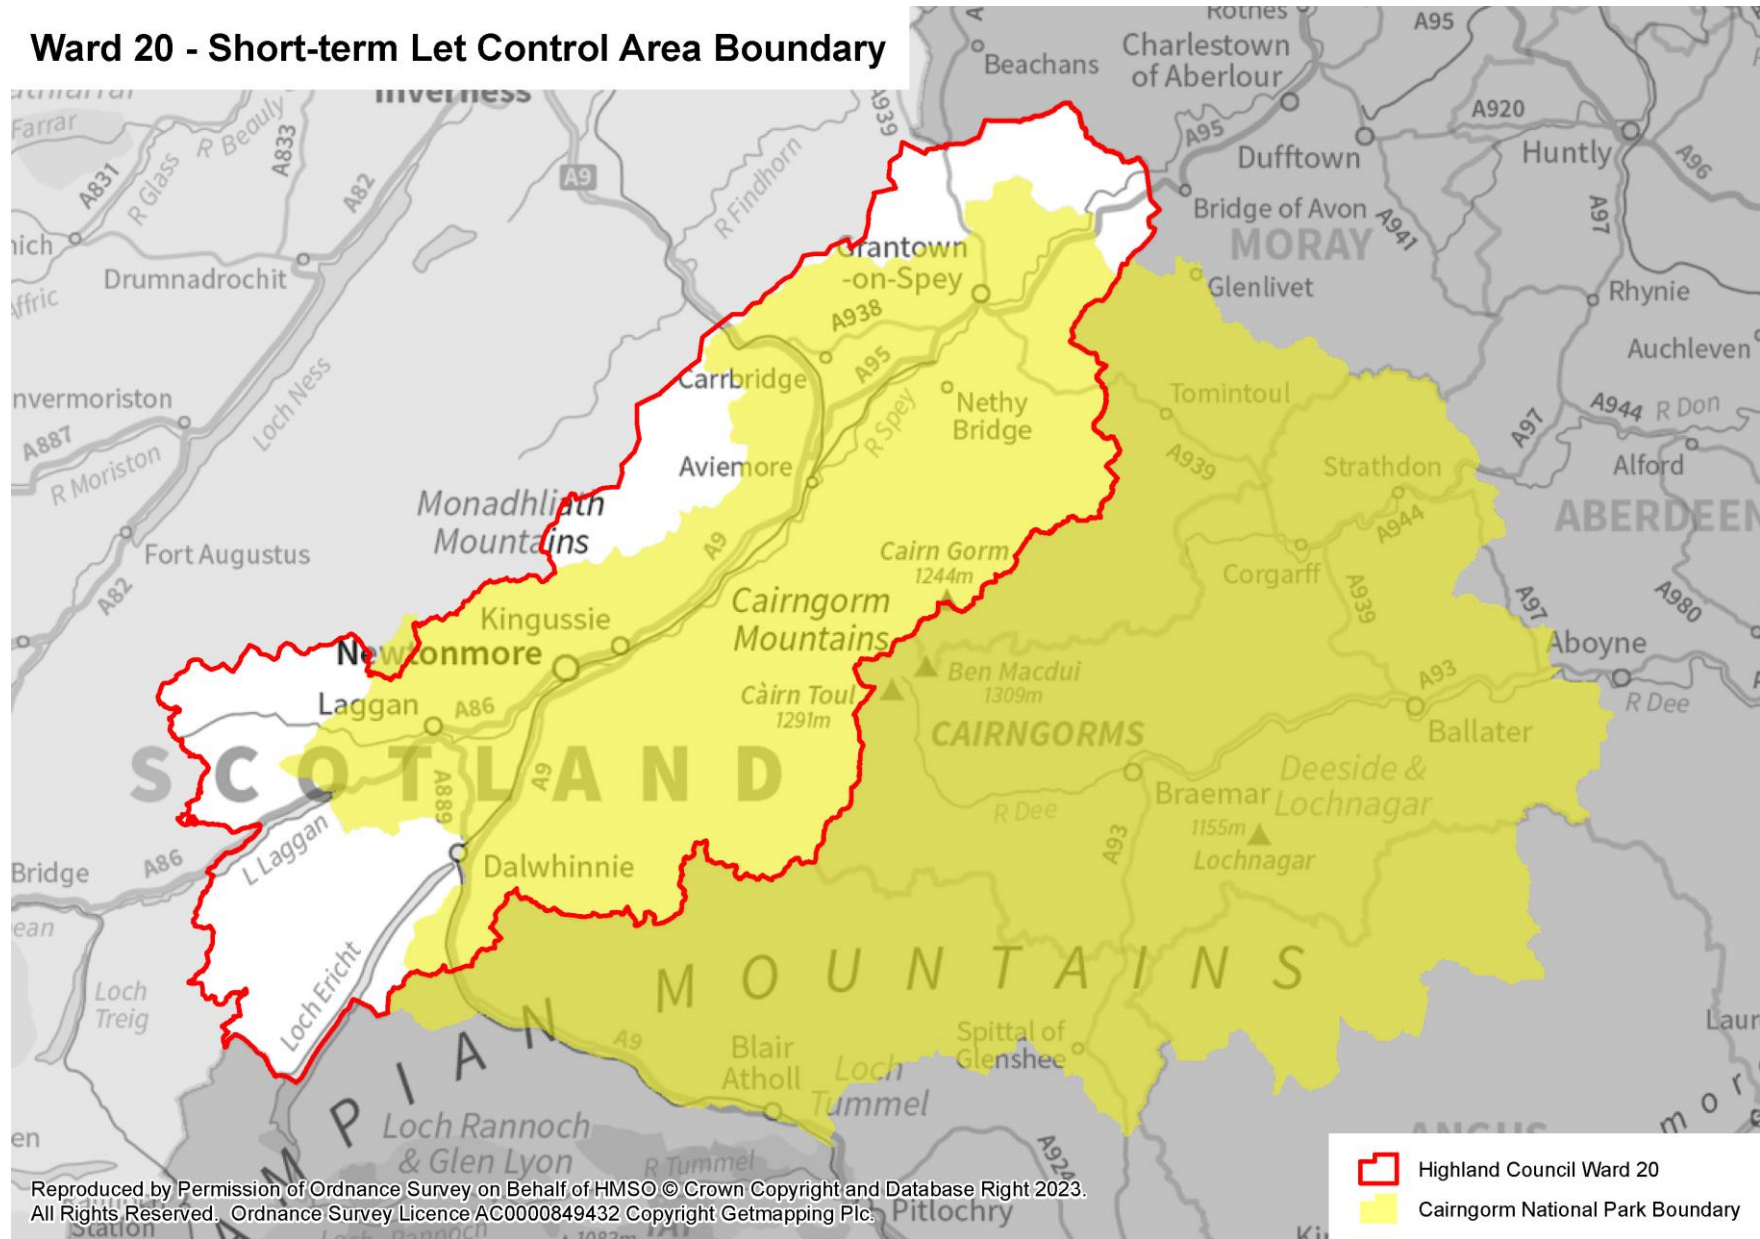 Ward 20 - Short-term Let Control Area Boundary
Rothes
A95
Charlestown
of Aberlour
Beachans
Inverness
A939
A920
Farrar
R Beauly
A833
A831
R Glass
A82
A9
R Findhorn
A95
Dufftown
Huntly
A96
Bridge of Avon
A941
A97
MORAY
Drumnadrochit
Grantown
-on-Spey
Glenlivet
Rhynie
A938
Auchleven
Carrbridge
A95
Loch Ness
Nethy
Bridge
Tomintoul
A944
R Don
A887
R Moriston
R Spey
A97
Aviemore
A939
Strathdon
Alford
Monadhliath
Mountains
A944
Fort Augustus
A9
Cairn Gorm
1244m
Corgarff
A82
A939
A97
A980
Kingussie
Cairngorm
Mountains
Newtonmore
Aboyne
Ben Macdui
1309m
A93
Laggan
A86
Càirn Toul
1291m
R Dee
CAIRNGORMS
Ballater
SCOTLAND
A889
A9
Deeside &
Lochnagar
Braemar
R Dee
1155m
Lochnagar
A93
L Laggan
A86
Bridge
Dalwhinnie
Loch Ericht
Loch
Treig
MOUNTAINS
A9
Spittal of
Glenshee
Blair
Atholl
Loch
Tummel
Loch Rannoch
& Glen Lyon
R Tummel
A924
ANGUS
Highland Council Ward 20
Cairngorm National Park Boundary
Reproduced by Permission of Ordnance Survey on Behalf of HMSO © Crown Copyright and Database Right 2023.
All Rights Reserved. Ordnance Survey Licence AC0000849432 Copyright Getmapping Plc.
Pitlochry
Station